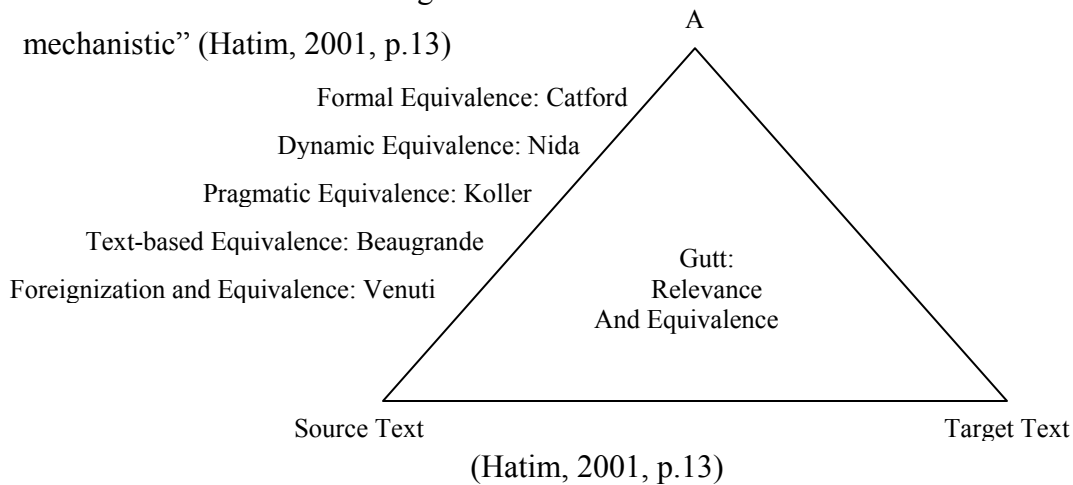 mechanistic” (Hatim, 2001, p.13)
A
Formal Equivalence: Catford
Dynamic Equivalence: Nida
Pragmatic Equivalence: Koller
Text-based Equivalence: Beaugrande
Foreignization and Equivalence: Venuti
Gutt:
Relevance
And Equivalence
Source Text
Target Text
(Hatim, 2001, p.13)